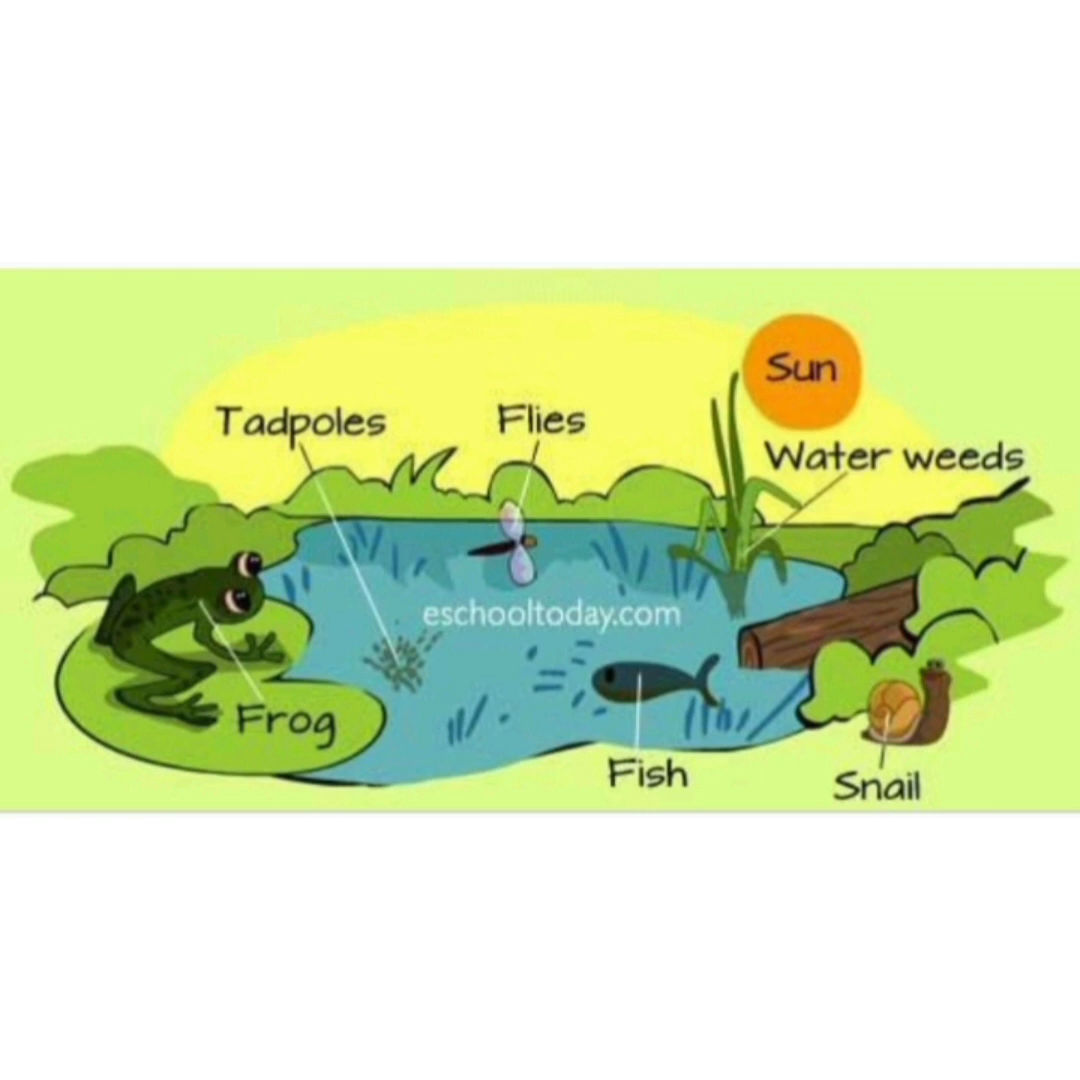 Sun
Tadpoles
Flies
Water weeds
eschooltoday.com
Frog
Fish
Snail